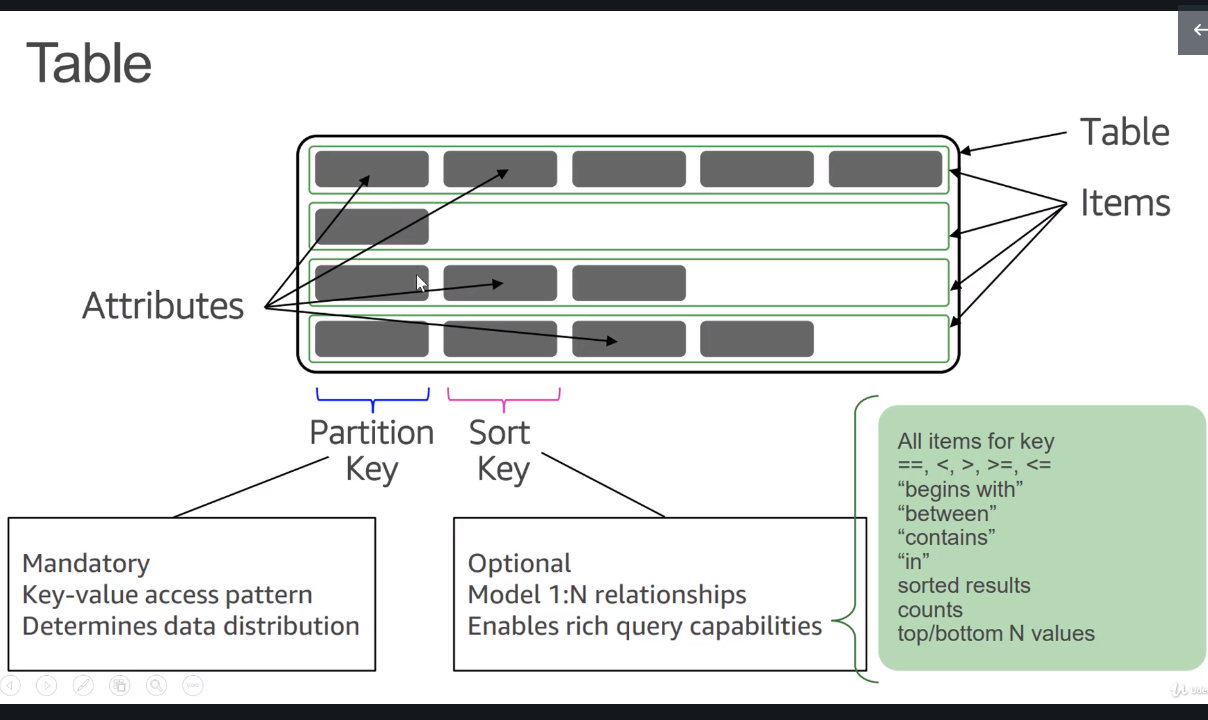 Table
Table
Items
Attributes
Partition
Key
Sort
Key
Mandatory
Key-value access pattern
Determines data distribution
Optional
Model 1:N relationships
Enables rich query capabilities
All items for key
==, <, >, >=, <=
“begins with”
“between”
“contains”
“in”
sorted results
counts
top/bottom N values